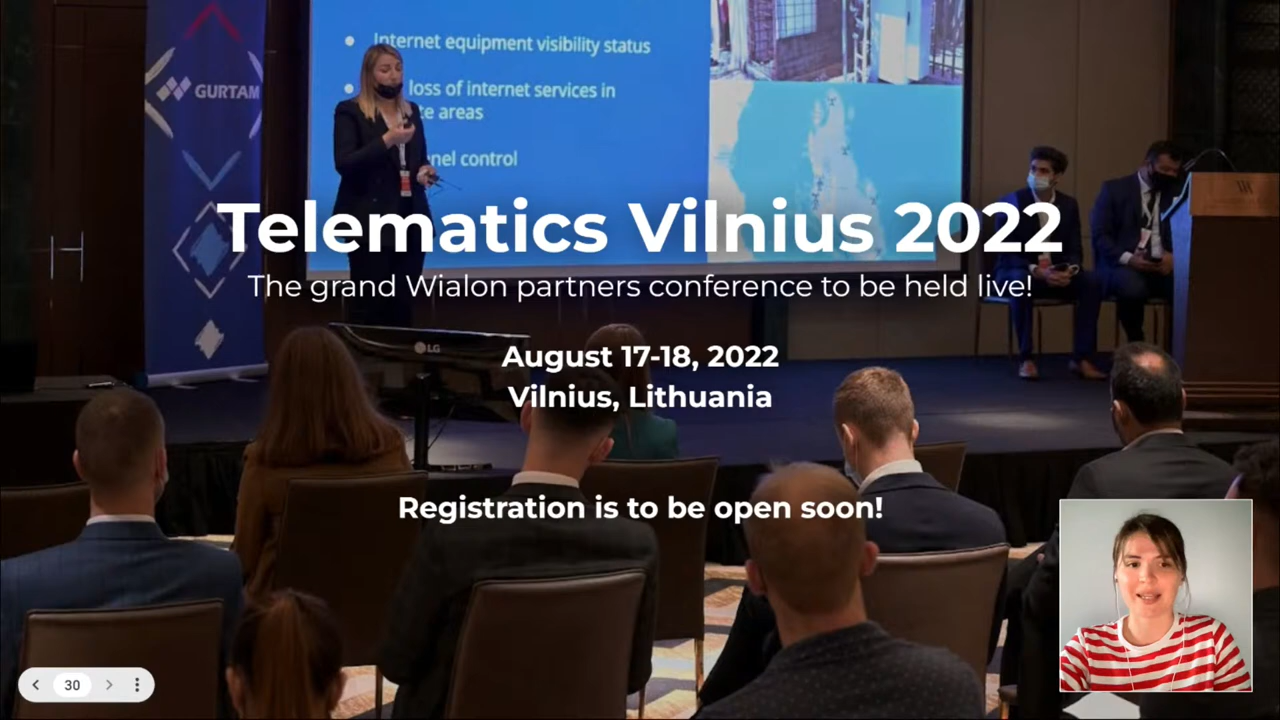 Internet equipment visibility status
loss of internet services in
areas
control
GURTAM
Telematics Vilnius 2022
The grand Wialon partners conference to be held live!
LG
August 17-18, 2022
Vilnius, Lithuania
Registration is to be open soon!
30